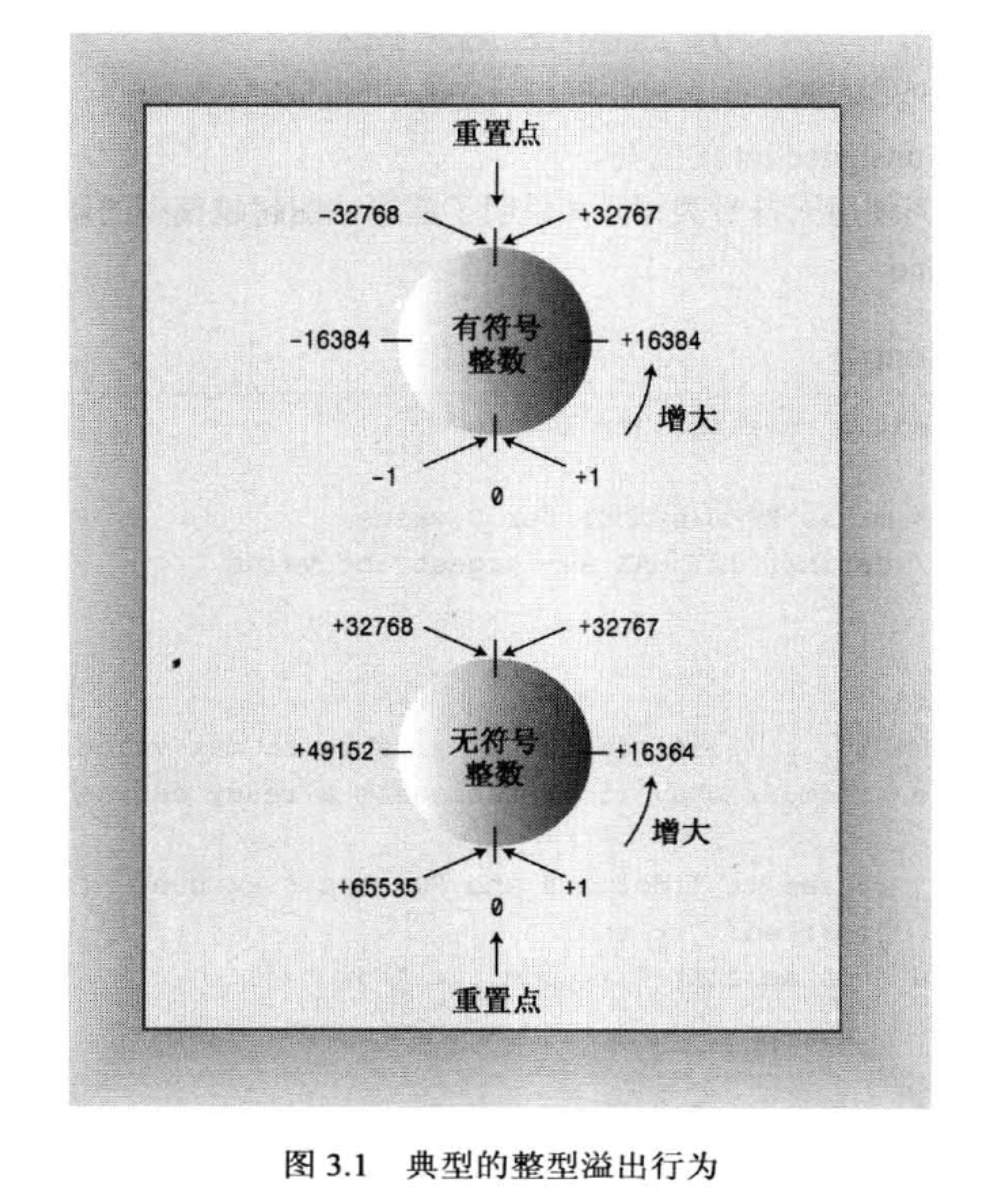 重置点
-32768 +32767
-16384 有符号 +16384
整数
增大
-1 +1
0
+32768 +32767
+49152 无符号 +16364
整数
增大
+65535 +1
0
重置点
图 3.1 典型的整型溢出行为